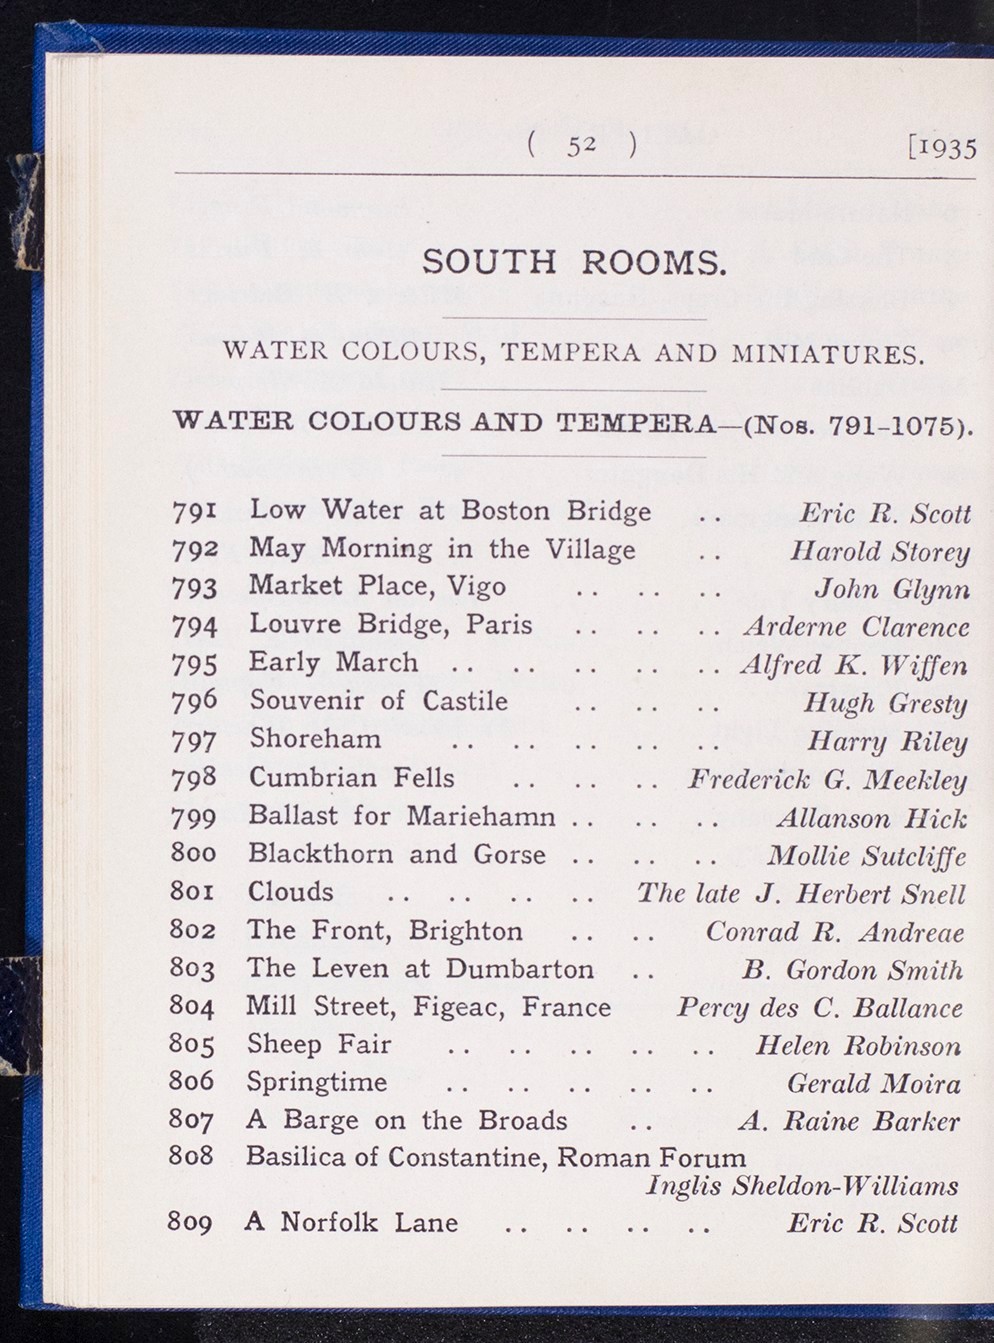 ( 52 ) [1935
SOUTH ROOMS.
WATER COLOURS, TEMPERA AND MINIATURES.
WATER COLOURS AND TEMPERA—(Nos. 791-1075).
791 Low Water at Boston Bridge .. Eric R. Scott
792 May Morning in the Village .. Harold Storey
793 Market Place, Vigo .. .. .. John Glynn
794 Louvre Bridge, Paris .. .. .. Arderne Clarence
795 Early March .. .. .. .. .. Alfred K. Wiffen
796 Souvenir of Castile .. .. .. Hugh Gresty
797 Shoreham .. .. .. .. .. Harry Riley
798 Cumbrian Fells .. .. .. Frederick G. Meekley
799 Ballast for Mariehamn .. .. .. Allanson Hick
800 Blackthorn and Gorse .. .. .. Mollie Sutcliffe
801 Clouds .. .. .. .. The late J. Herbert Snell
802 The Front, Brighton .. .. Conrad R. Andreae
803 The Leven at Dumbarton .. B. Gordon Smith
804 Mill Street, Figeac, France Percy des C. Ballance
805 Sheep Fair .. .. .. .. .. Helen Robinson
806 Springtime .. .. .. .. .. Gerald Moira
807 A Barge on the Broads .. A. Raine Barker
808 Basilica of Constantine, Roman Forum
Inglis Sheldon-Williams
809 A Norfolk Lane .. .. .. .. Eric R. Scott